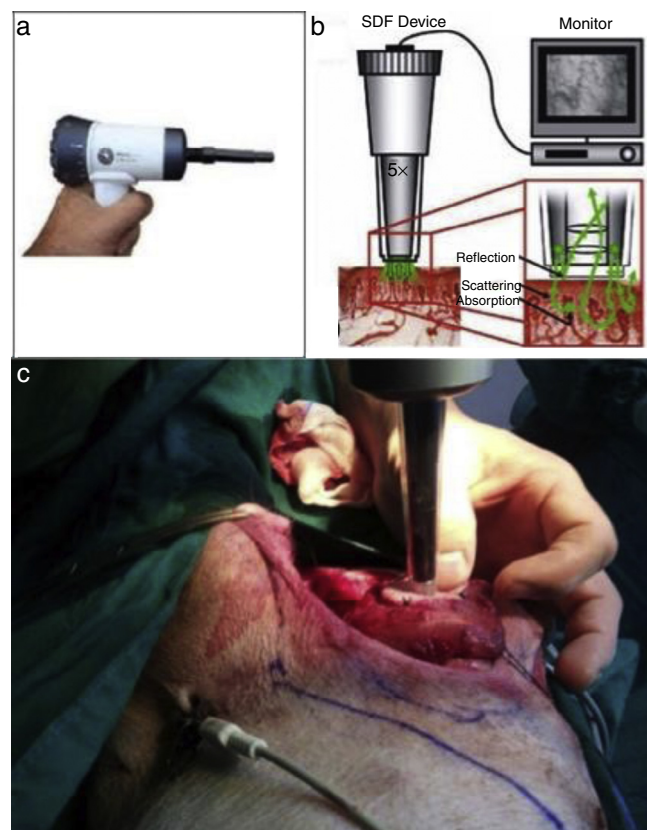 a
b
SDF Device
Monitor
5×
Reflection
Scattering
Absorption
c